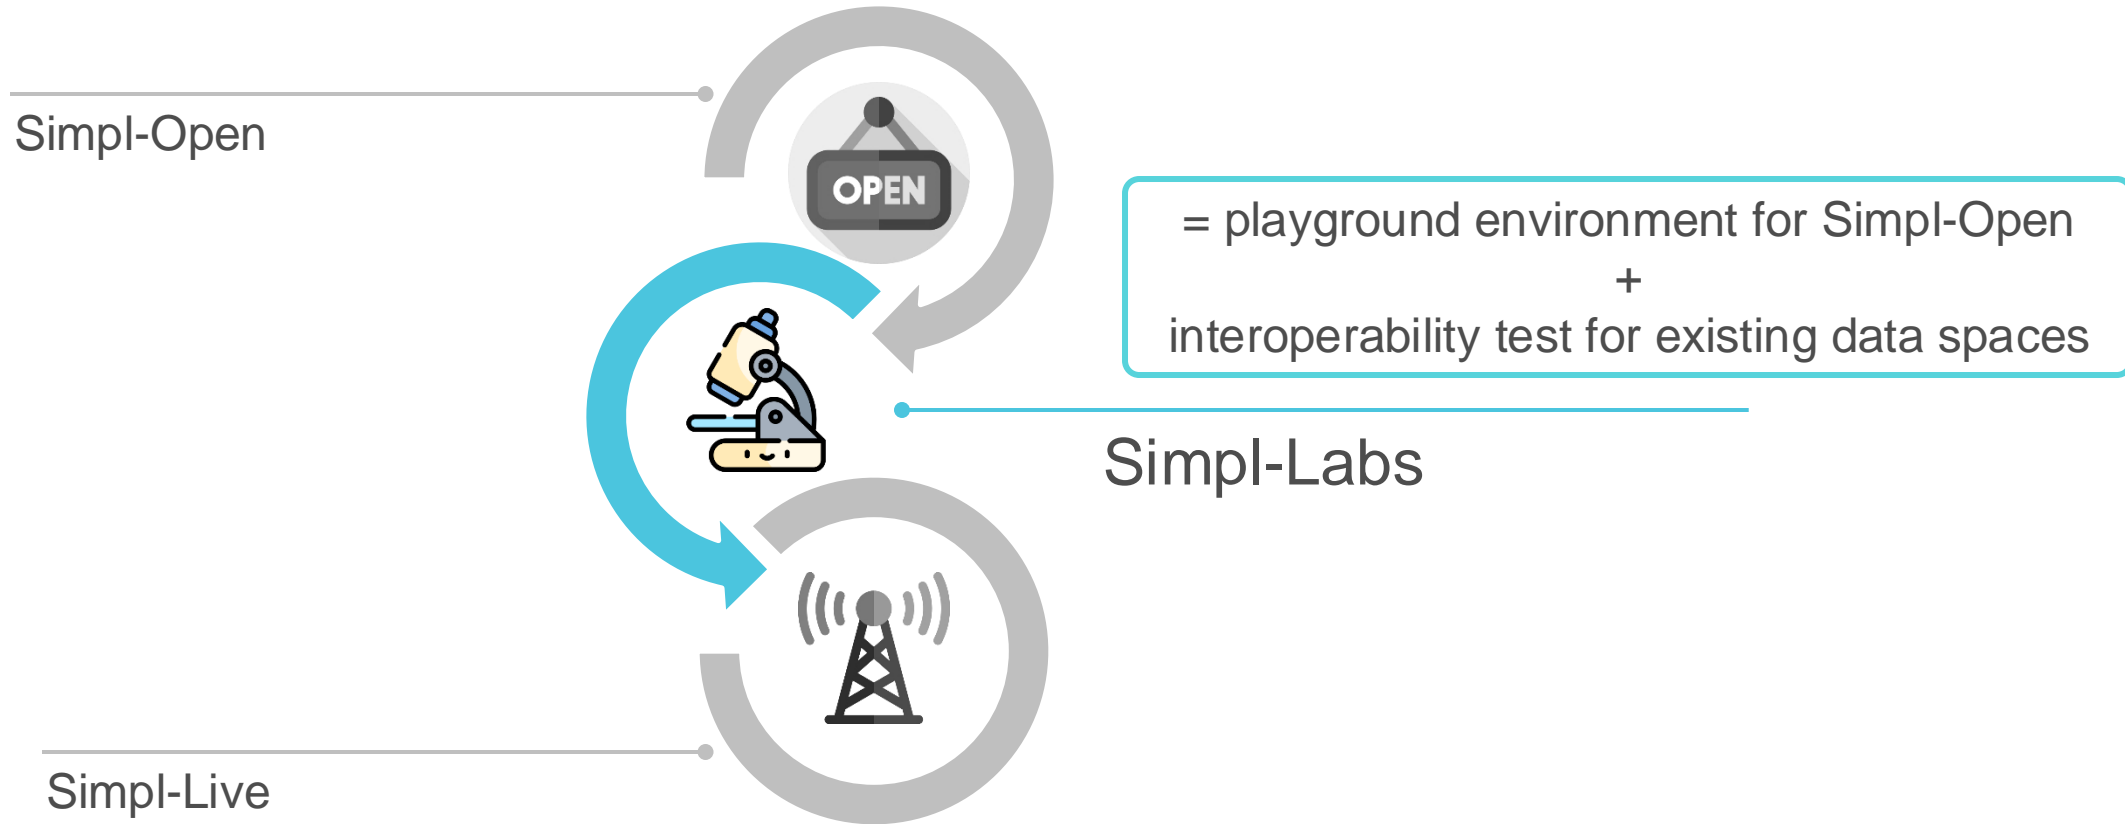 Simpl-Open
OPEN
= playground environment for Simpl-Open
+
interoperability test for existing data spaces
Simpl-Labs
Simpl-Live